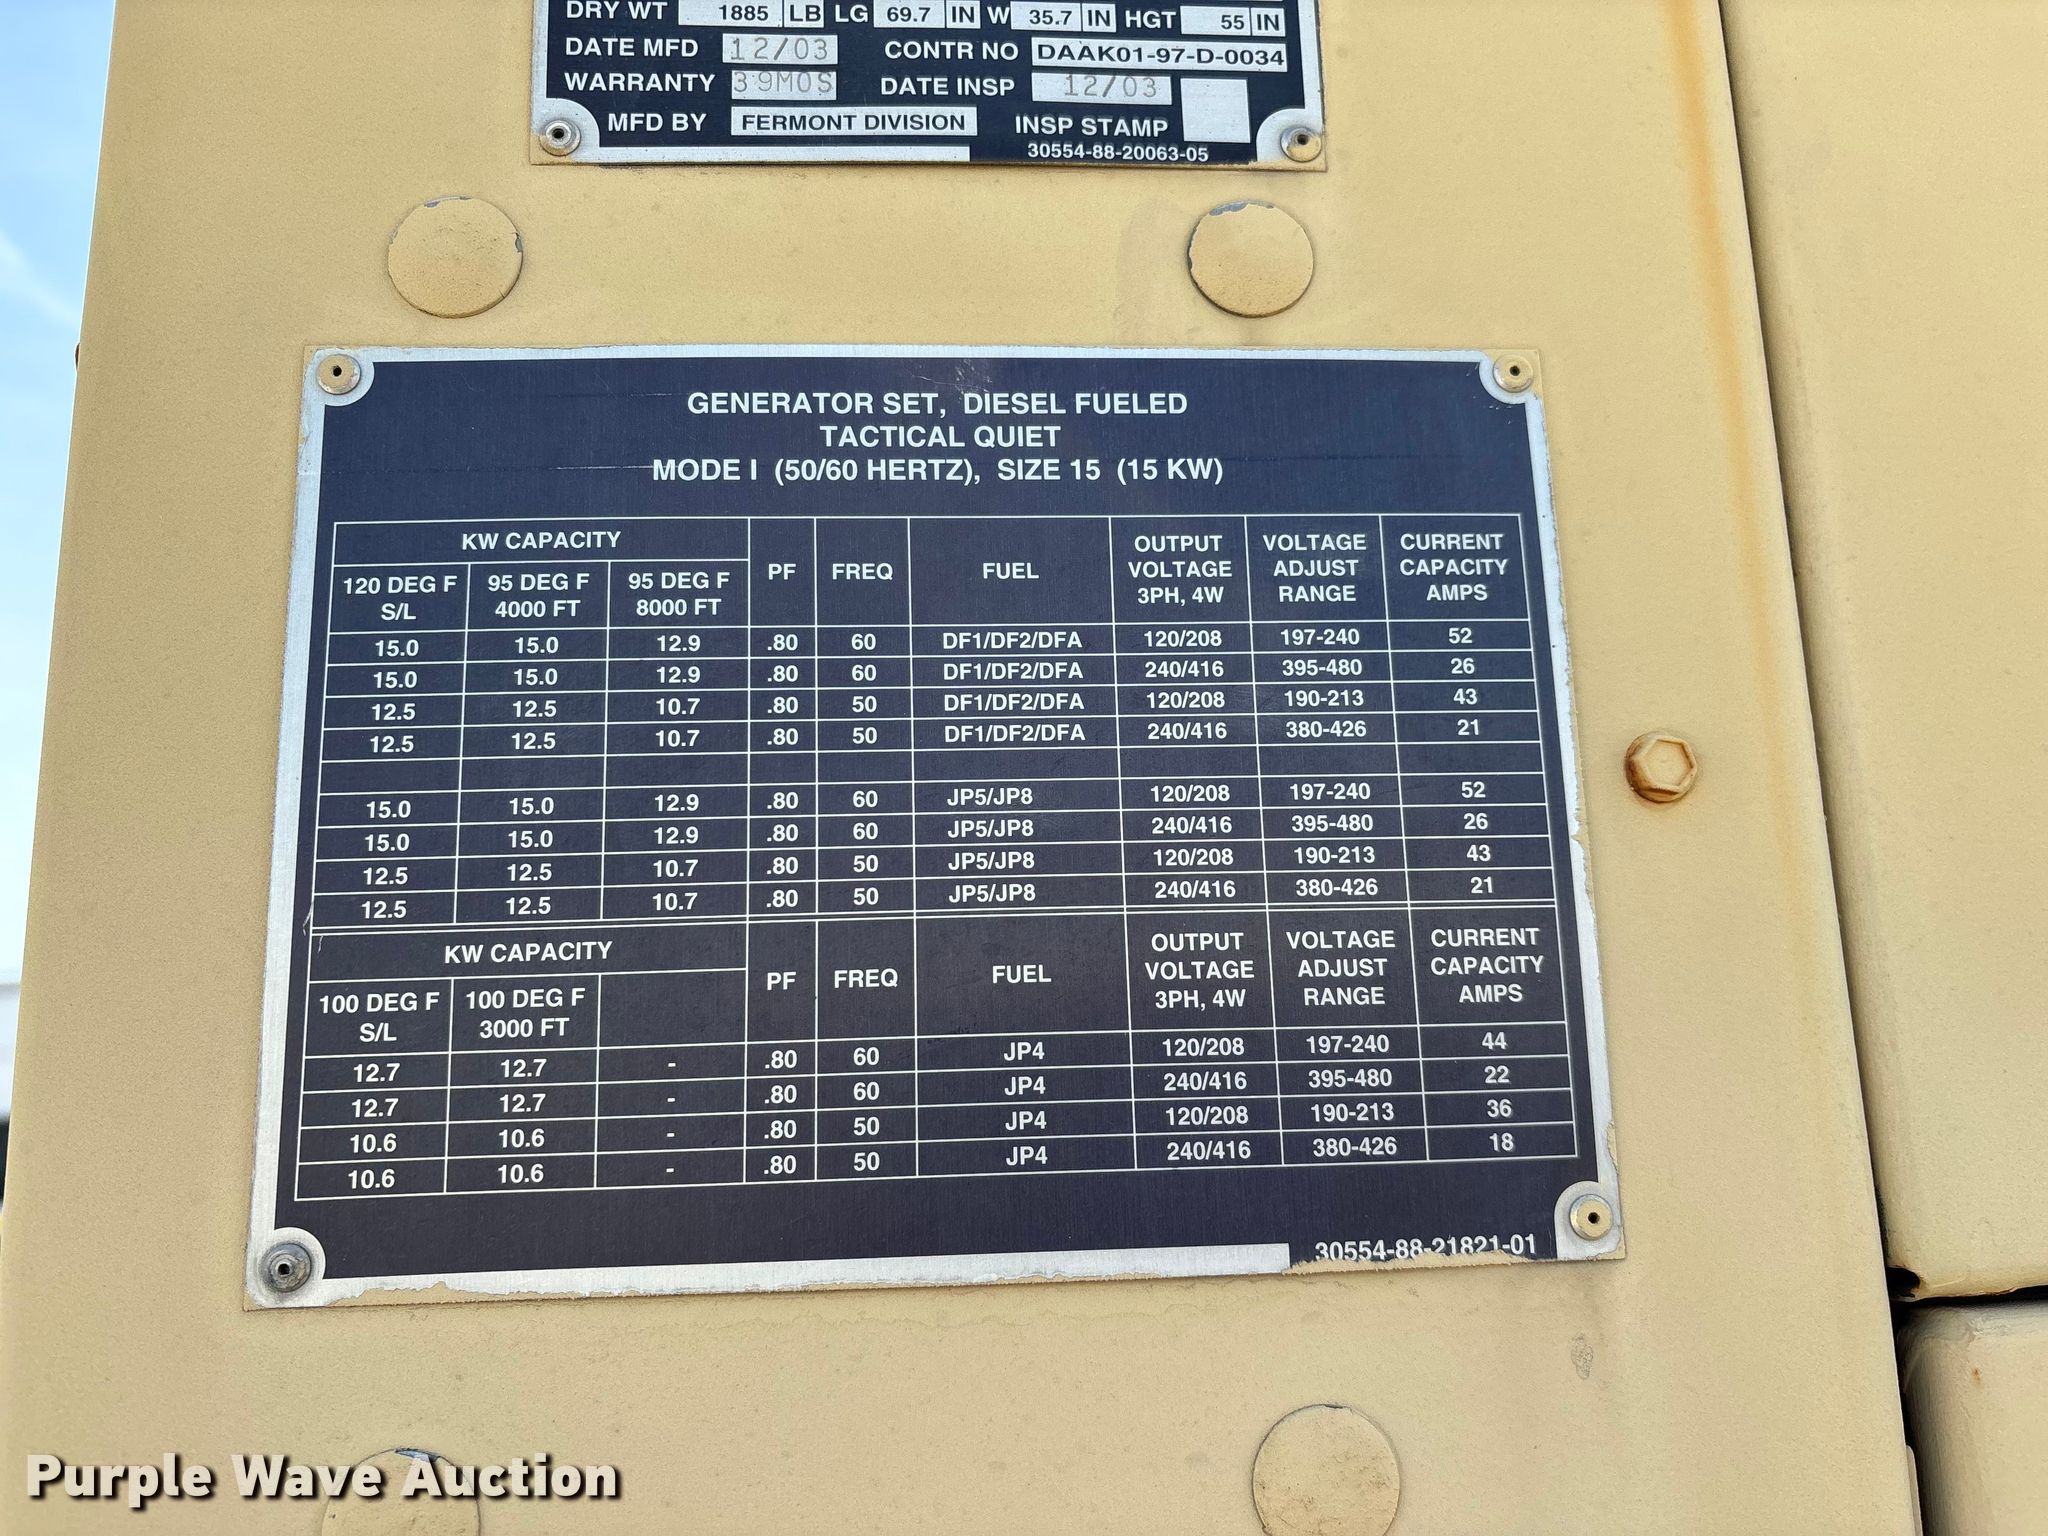 DRY WT 1885 LB LG 69.7 IN W 35.7 IN HGT 55 IN
DATE MFD 12/03 CONTR NO DAAK01-97-D-0034
WARRANTY 39MOS DATE INSP 12/03
MFD BY FERMONT DIVISION INSP STAMP
30554-88-20063-05
GENERATOR SET, DIESEL FUELED
TACTICAL QUIET
MODE I (50/60 HERTZ), SIZE 15 (15 KW)
KW CAPACITY PF FREQ FUEL OUTPUT VOLTAGE 3PH, 4W VOLTAGE ADJUST RANGE CURRENT CAPACITY AMPS
120 DEG F S/L 95 DEG F 4000 FT 95 DEG F 8000 FT
15.0 15.0 12.9 .80 60 DF1/DF2/DFA 120/208 197-240 52
15.0 15.0 12.9 .80 60 DF1/DF2/DFA 240/416 395-480 26
12.5 12.5 10.7 .80 50 DF1/DF2/DFA 120/208 190-213 43
12.5 12.5 10.7 .80 50 DF1/DF2/DFA 240/416 380-426 21
15.0 15.0 12.9 .80 60 JP5/JP8 120/208 197-240 52
15.0 15.0 12.9 .80 60 JP5/JP8 240/416 395-480 26
12.5 12.5 10.7 .80 50 JP5/JP8 120/208 190-213 43
12.5 12.5 10.7 .80 50 JP5/JP8 240/416 380-426 21
KW CAPACITY PF FREQ FUEL OUTPUT VOLTAGE 3PH, 4W VOLTAGE ADJUST RANGE CURRENT CAPACITY AMPS
100 DEG F S/L 100 DEG F 3000 FT
12.7 12.7 - .80 60 JP4 120/208 197-240 44
12.7 12.7 - .80 60 JP4 240/416 395-480 22
10.6 10.6 - .80 50 JP4 120/208 190-213 36
10.6 10.6 - .80 50 JP4 240/416 380-426 18
30554-88-21821-01
Purple Wave Auction